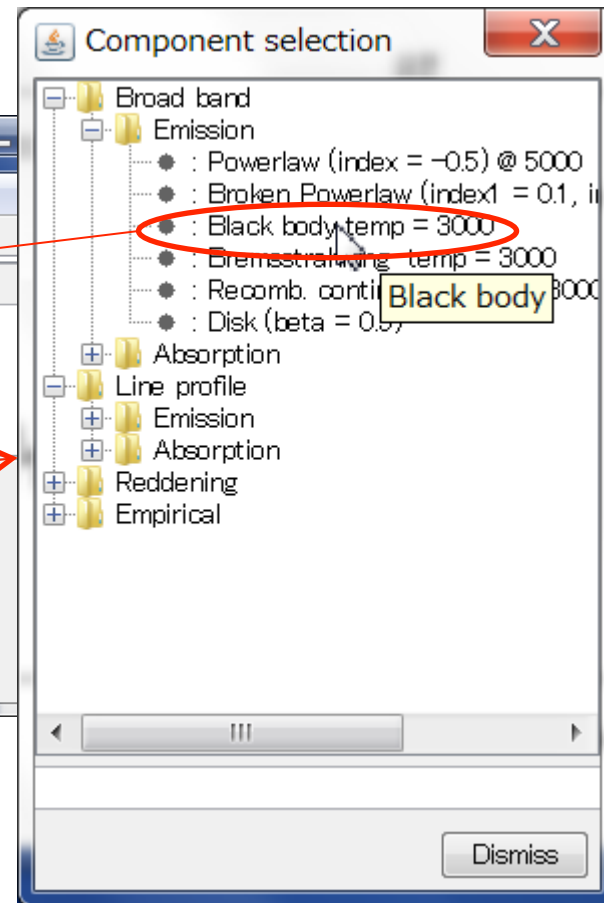 Component selection
Broad band
Emission
: Powerlaw (index = -0.5) @ 5000
: Broken Powerlaw (index1 = 0.1,
: Black body temp = 3000
: Bremsstrahlung temp = 3000
: Recomb. conti
Black body
: Disk (beta = 0.5)
Absorption
Line profile
Emission
Absorption
Reddening
Empirical
Dismiss